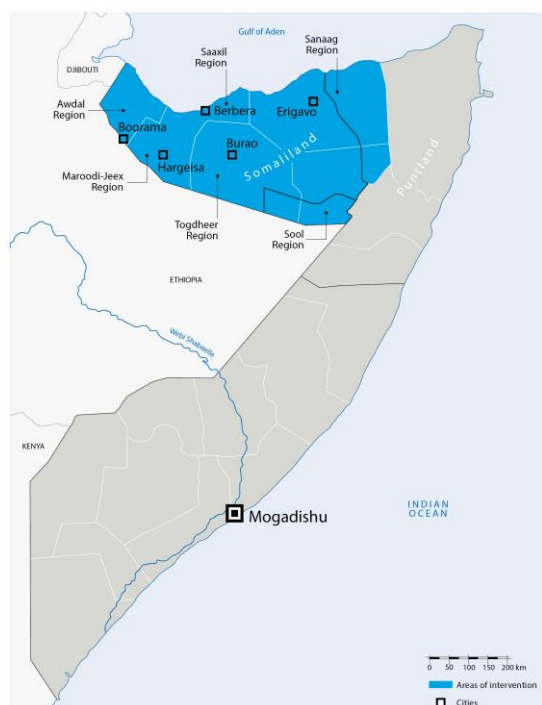 Gulf of Aden
Sanaag
Region
Saaxil
Region
DJIBOUTI
Awdal
Region
Berbera
Erigavo
Boorama
Burao
Hargeisa
Somaliland
Puntland
Maroodi-Jeex
Region
Togdheer
Region
Sool
Region
ETHIOPIA
Webi Shabeelle
KENYA
INDIAN
OCEAN
Mogadishu
0 50 100 150 200 km
Areas of intervention
Cities